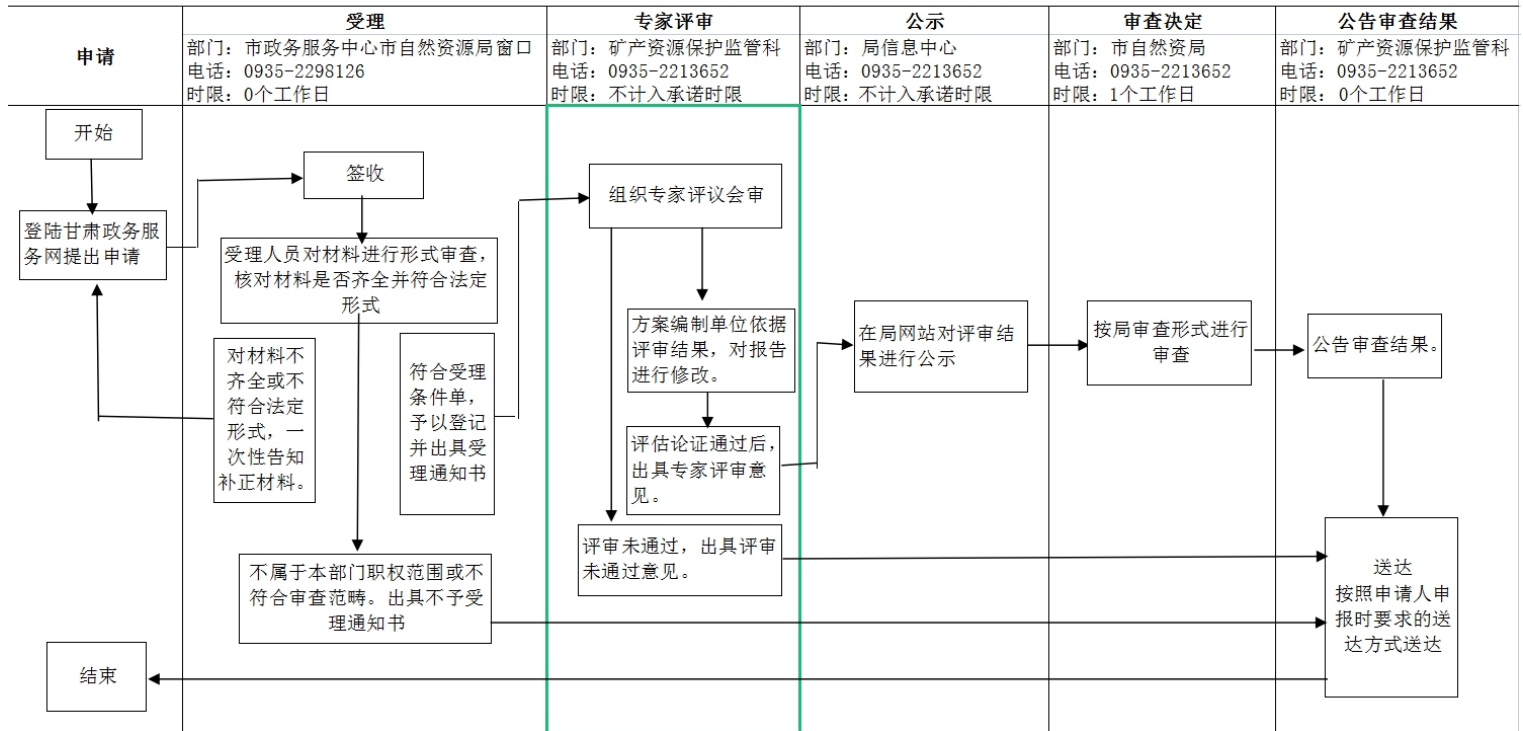 申请
受理
部门：市政务服务中心市自然资源局窗口
电话：0935-2298126
时限：0个工作日
专家评审
部门：矿产资源保护监管科
电话：0935-2213652
时限：不计入承诺时限
公示
部门：局信息中心
电话：0935-2213652
时限：不计入承诺时限
审查决定
部门：市自然资局
电话：0935-2213652
时限：1个工作日
公告审查结果
部门：矿产资源保护监管科
电话：0935-2213652
时限： 0个工作日
开始
登陆甘肃政务服
务网提出申请
签收
受理人员对材料进行形式审查，
核对材料是否齐全并符合法定
形式
对材料不
齐全或不
符合法定
形式，一
次性告知
补正材料。
符合受理
条件单，
予以登记
并出具受
理通知书
不属于本部门职权范围或不
符合审查范畴。出具不予受
理通知书
组织专家评议会审
方案编制单位依据
评审结果，对报告
进行修改。
评估论证通过后，
出具专家评审意
见。
评审未通过，出具评审
未通过意见。
在局网站对评审结
果进行公示
按局审查形式进行
审查
公告审查结果。
送达
按照申请人申
报时要求的送
达方式送达
结束